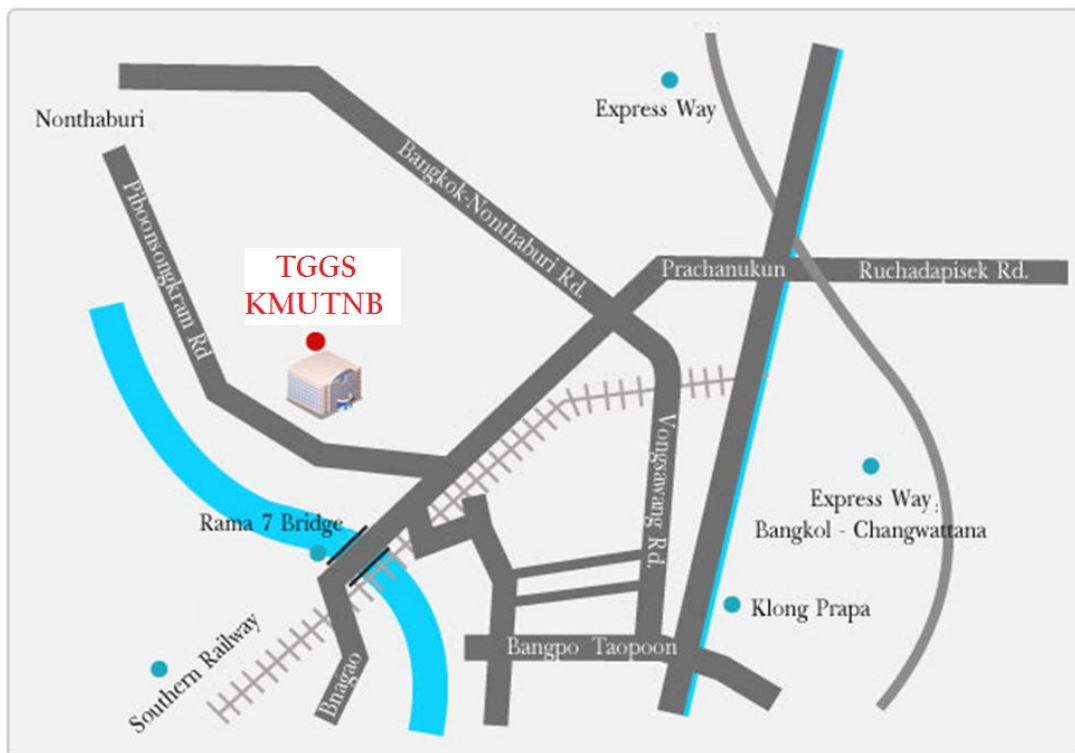 Express Way
Nonthaburi
Bangkok-Nonthaburi Rd.
Piboonsongkram Rd
TGGS
KMUTNB
Prachanukun
Ruchadapisek Rd.
Vongsawang Rd.
Express Way ;
Bangkol - Changwattana
Rama 7 Bridge
Klong Prapa
Bangpo Taopoon
Southern Railway
Bnagao